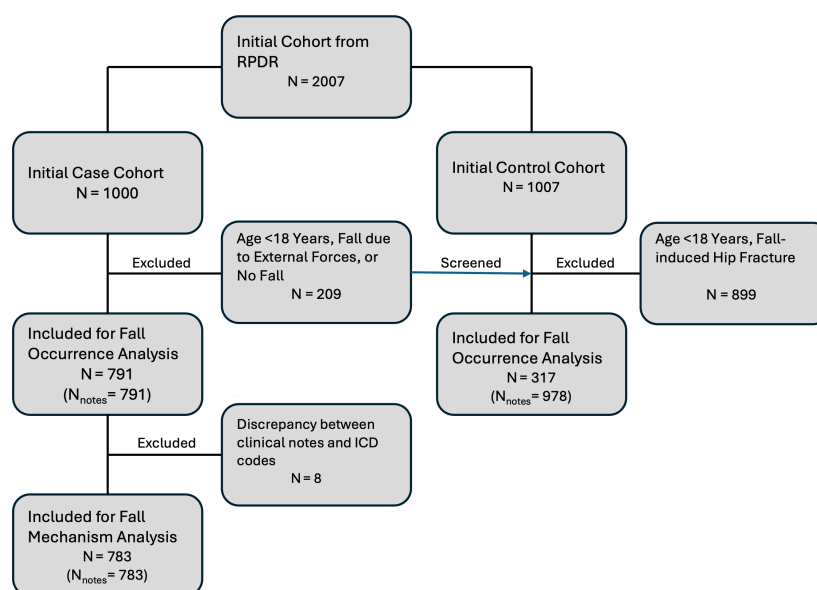 Initial Cohort from
RPDR
N = 2007
Initial Case Cohort
N = 1000
Initial Control Cohort
N = 1007
Excluded
Age <18 Years, Fall due
to External Forces, or
No Fall
N = 209
Screened
Excluded
Age <18 Years, Fall-
induced Hip Fracture
N = 899
Included for Fall
Occurrence Analysis
N = 791
(Nnotes= 791)
Included for Fall
Occurrence Analysis
N = 317
(Nnotes= 978)
Excluded
Discrepancy between
clinical notes and ICD
codes
N = 8
Included for Fall
Mechanism Analysis
N = 783
(Nnotes= 783)